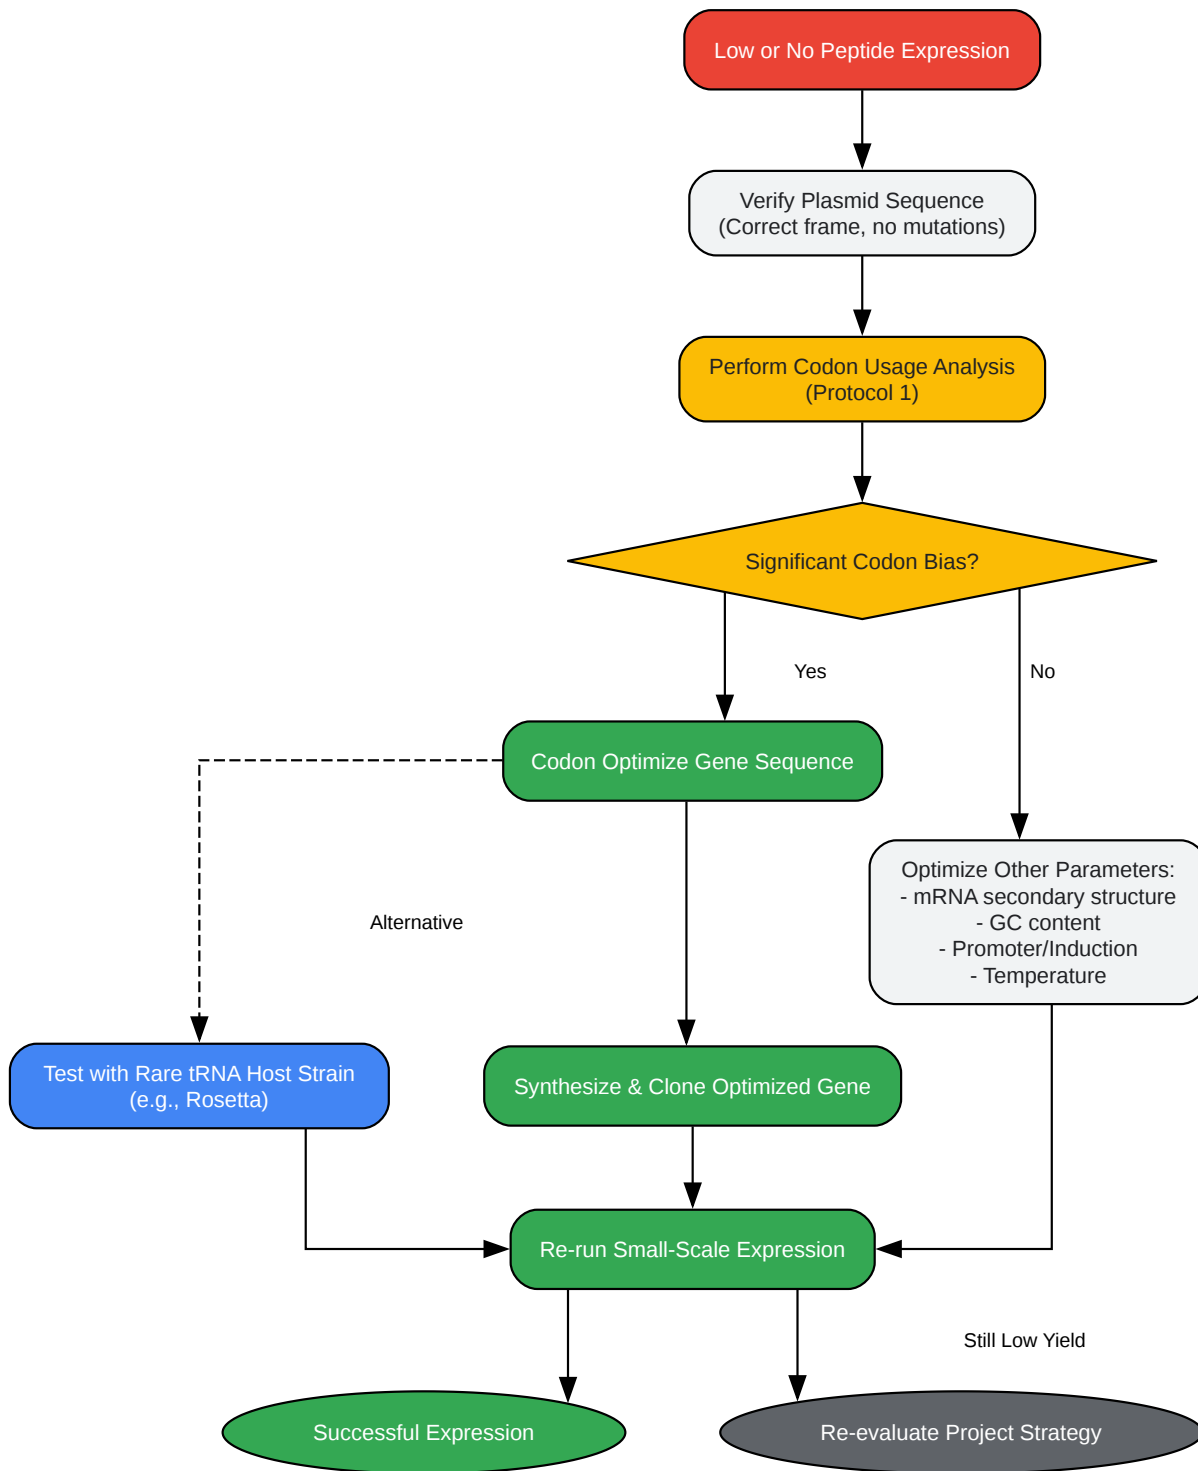 Low or No Peptide Expression
Verify Plasmid Sequence
(Correct frame, no mutations)
Perform Codon Usage Analysis
(Protocol 1)
Significant Codon Bias?
Yes
No
Codon Optimize Gene Sequence
Optimize Other Parameters:
- mRNA secondary structure
- GC content
- Promoter/Induction
- Temperature
Alternative
Test with Rare tRNA Host Strain
(e.g., Rosetta)
Synthesize & Clone Optimized Gene
Re-run Small-Scale Expression
Still Low Yield
Successful Expression
Re-evaluate Project Strategy